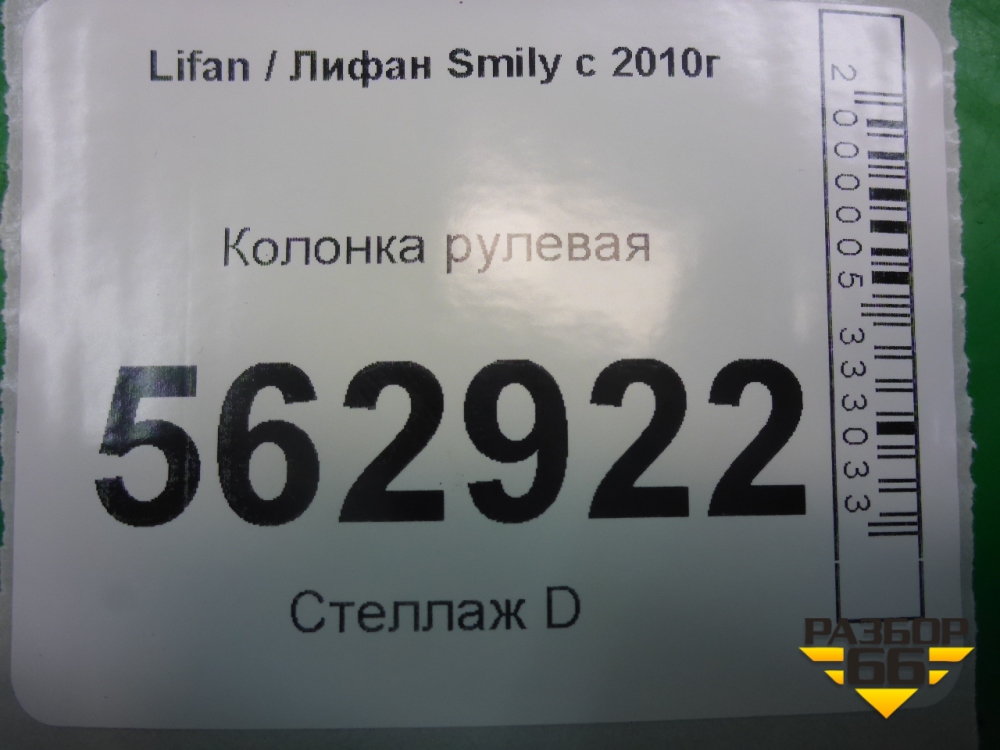 Lifan / Лифан Smily с 2010г
Колонка рулевая
562922
Стеллаж D
2000005333033
РАЗБОР
66